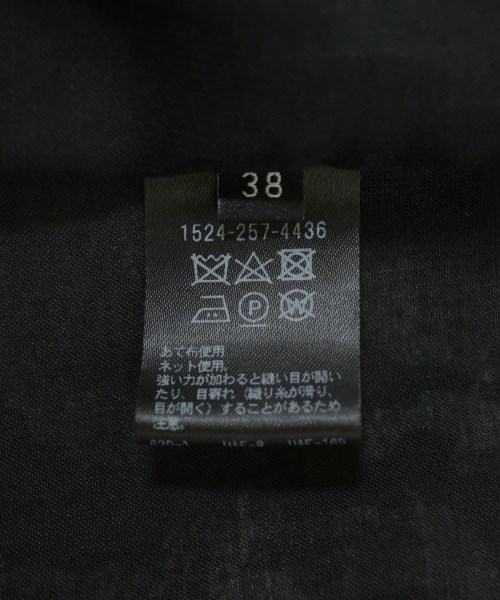 38
1524-257-4436
P W
あて布使用
ネット使用。
強い力が加わると縫い目が開い
たり、目寄れ(織り糸が滑り、
目が開く)することがあるため
注意。